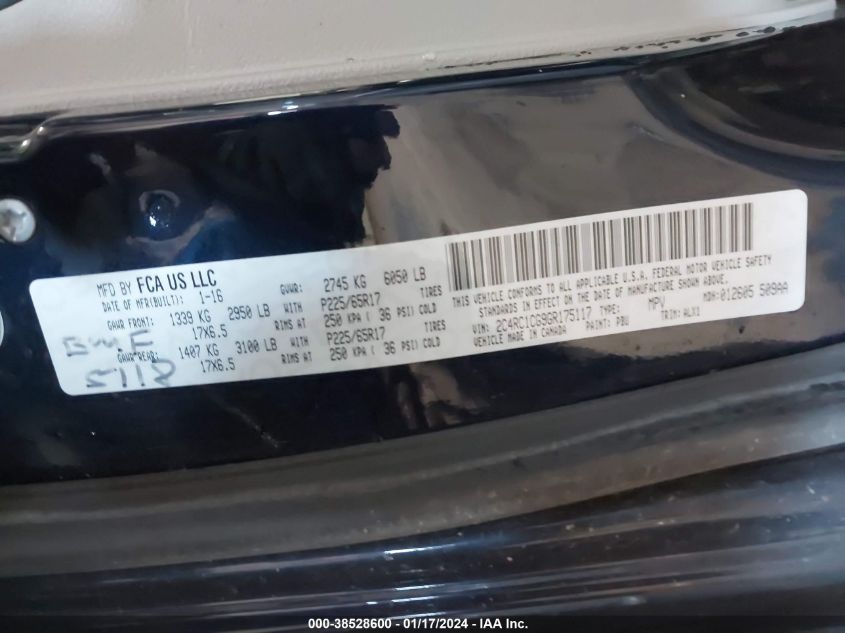 MFD BY FCA US LLC
DATE OF MFR(BUILT): 1-16 GVWR: 2745 KG 6050 LB
GAWR FRONT: 1339 KG 2950 LB WITH P225/65R17 TIRES
17X6.5 RIMS AT 250 KPA ( 36 PSI) COLD
GAWR REAR: 1407 KG 3100 LB WITH P225/65R17 TIRES
17X6.5 RIMS AT 250 KPA ( 36 PSI) COLD
5118
THIS VEHICLE CONFORMS TO ALL APPLICABLE U.S.A. FEDERAL MOTOR VEHICLE SAFETY
STANDARDS IN EFFECT ON THE DATE OF MANUFACTURE SHOWN ABOVE.
VIN: 2C4RC1CG9GR175117 TYPE: MPV MDH: 012605 509AA
VEHICLE MADE IN CANADA PAINT: PBU TRIM: ALX1
000-38528600 - 01/17/2024 - IAA Inc.